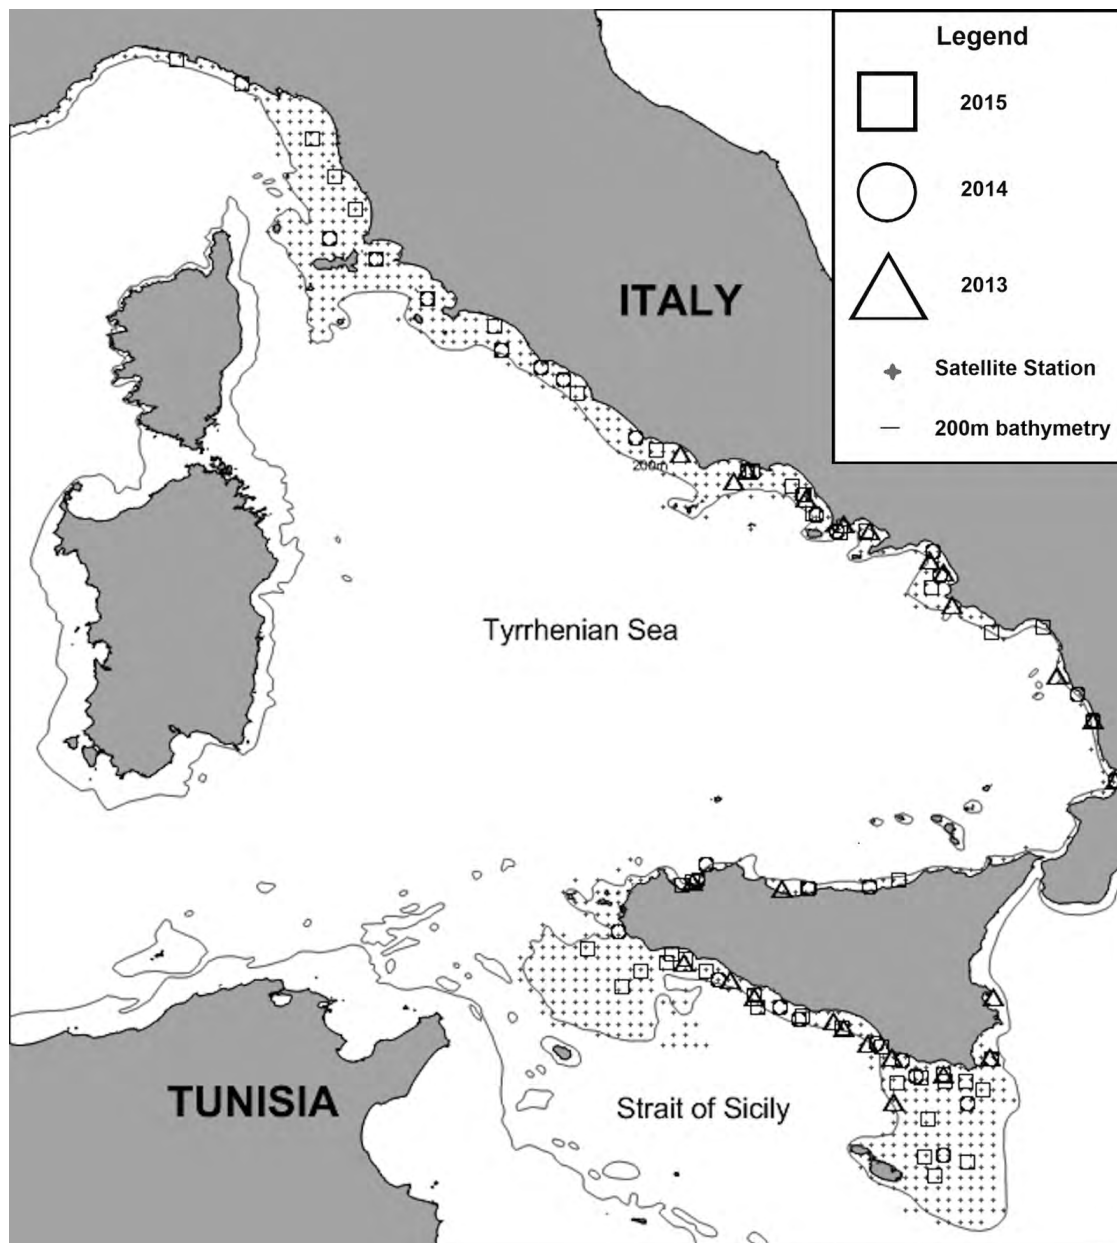 Legend
2015
2014
2013
Satellite Station
200m bathymetry
ITALY
200m
Tyrrhenian Sea
TUNISIA
Strait of Sicily